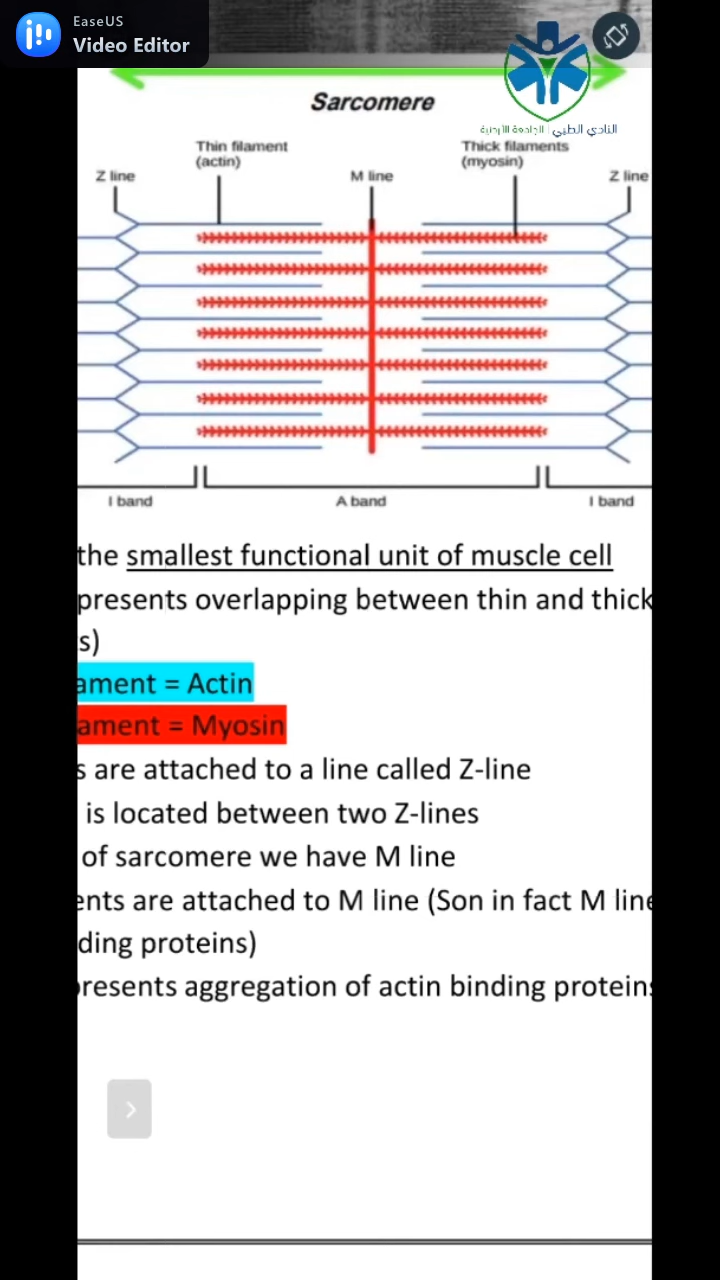 EaseUS
Video Editor
Sarcomere
النادي الطبي | الجامعة الأردنية
Thin filament
(actin)
Thick filaments
(myosin)
Z line
M line
Z line
I band
A band
I band
the smallest functional unit of muscle cell
presents overlapping between thin and thick
s)
ament = Actin
ament = Myosin
s are attached to a line called Z-line
is located between two Z-lines
of sarcomere we have M line
ents are attached to M line (Son in fact M line
ding proteins)
resents aggregation of actin binding proteins